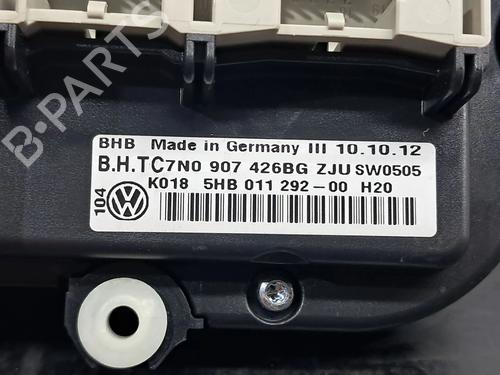 B-PARTS
BHB Made in Germany III 10.10.12
B.H.TC7N0 907 426BG ZJU SW0505
K018 5HB 011 292-00 H20
104